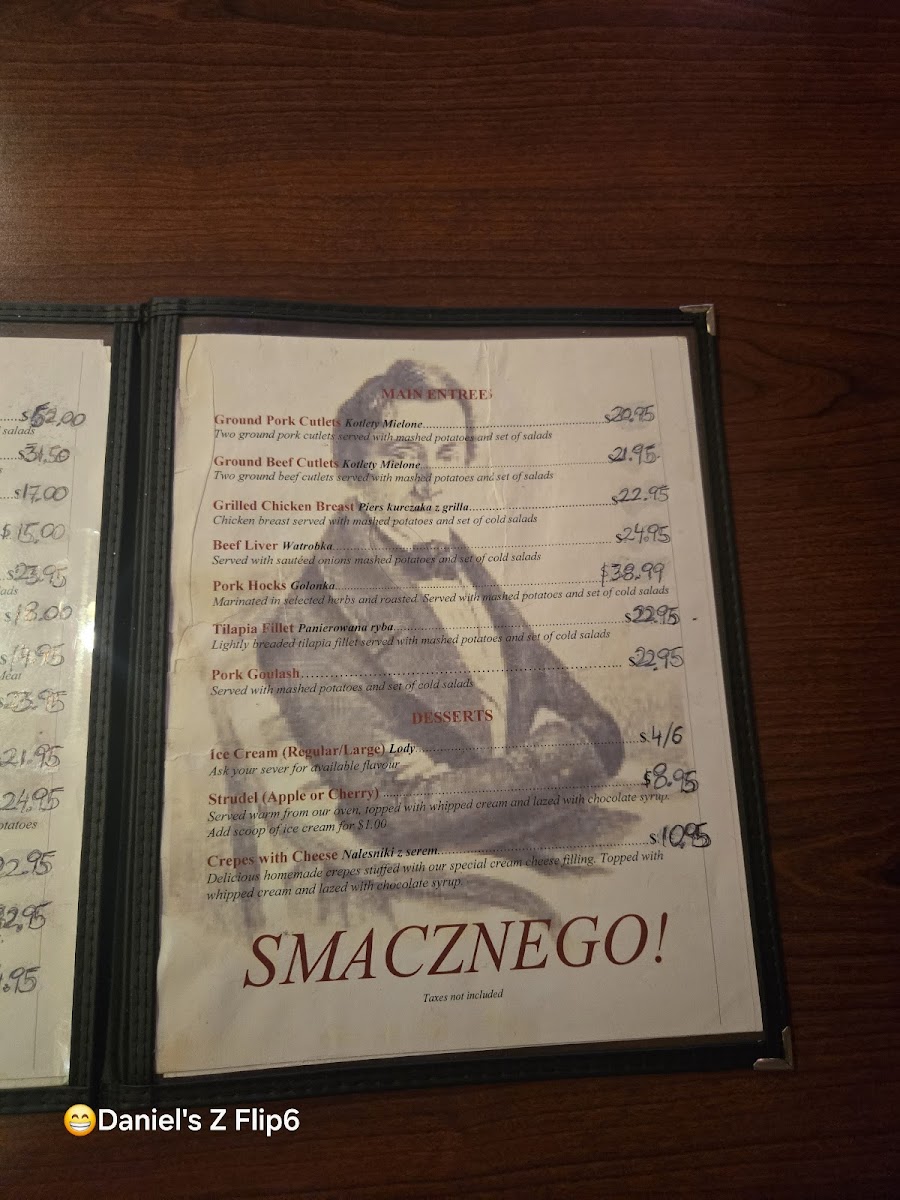 $52.00
salads
$31.50
$17.00
$15.00
$23.95
$13.00
$14.95
Meat
$23.95
21.95
24.95
potatoes
22.95
22.95
.95
MAIN ENTREES
Ground Pork Cutlets Kotlety Mielone $20.95
Two ground pork cutlets served with mashed potatoes and set of salads
Ground Beef Cutlets Kotlety Mielone $21.95
Two ground beef cutlets served with mashed potatoes and set of salads
Grilled Chicken Breast Piers kurczaka z grilla $22.95
Chicken breast served with mashed potatoes and set of cold salads
Beef Liver Watrobka $24.95
Served with sautéed onions mashed potatoes and set of cold salads
Pork Hocks Golonka $38.99
Marinated in selected herbs and roasted. Served with mashed potatoes and set of cold salads
Tilapia Fillet Panierowana ryba $22.95
Lightly breaded tilapia fillet served with mashed potatoes and set of cold salads
Pork Goulash $22.95
Served with mashed potatoes and set of cold salads
DESSERTS
Ice Cream (Regular/Large) Lody $4/6
Ask your sever for available flavour
Strudel (Apple or Cherry) $8.95
Served warm from our oven, topped with whipped cream and lazed with chocolate syrup.
Add scoop of ice cream for $1.00
Crepes with Cheese Nalesniki z serem $10.95
Delicious homemade crepes stuffed with our special cream cheese filling. Topped with
whipped cream and lazed with chocolate syrup.
SMACZNEGO!
Taxes not included
😁Daniel's Z Flip6